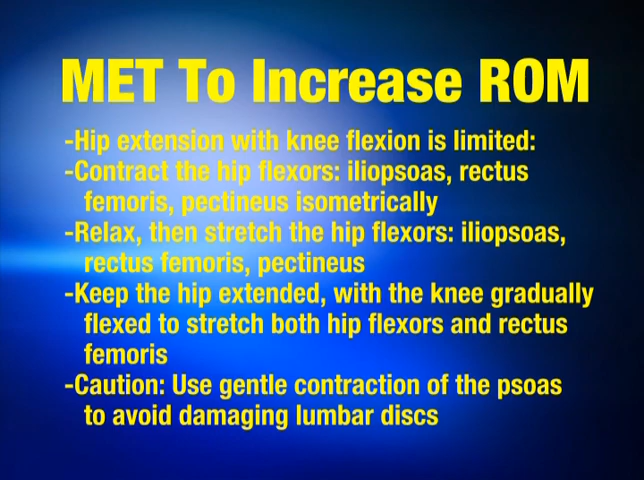 MET To Increase ROM
-Hip extension with knee flexion is limited:
-Contract the hip flexors: iliopsoas, rectus
femoris, pectineus isometrically
-Relax, then stretch the hip flexors: iliopsoas,
rectus femoris, pectineus
-Keep the hip extended, with the knee gradually
flexed to stretch both hip flexors and rectus
femoris
-Caution: Use gentle contraction of the psoas
to avoid damaging lumbar discs